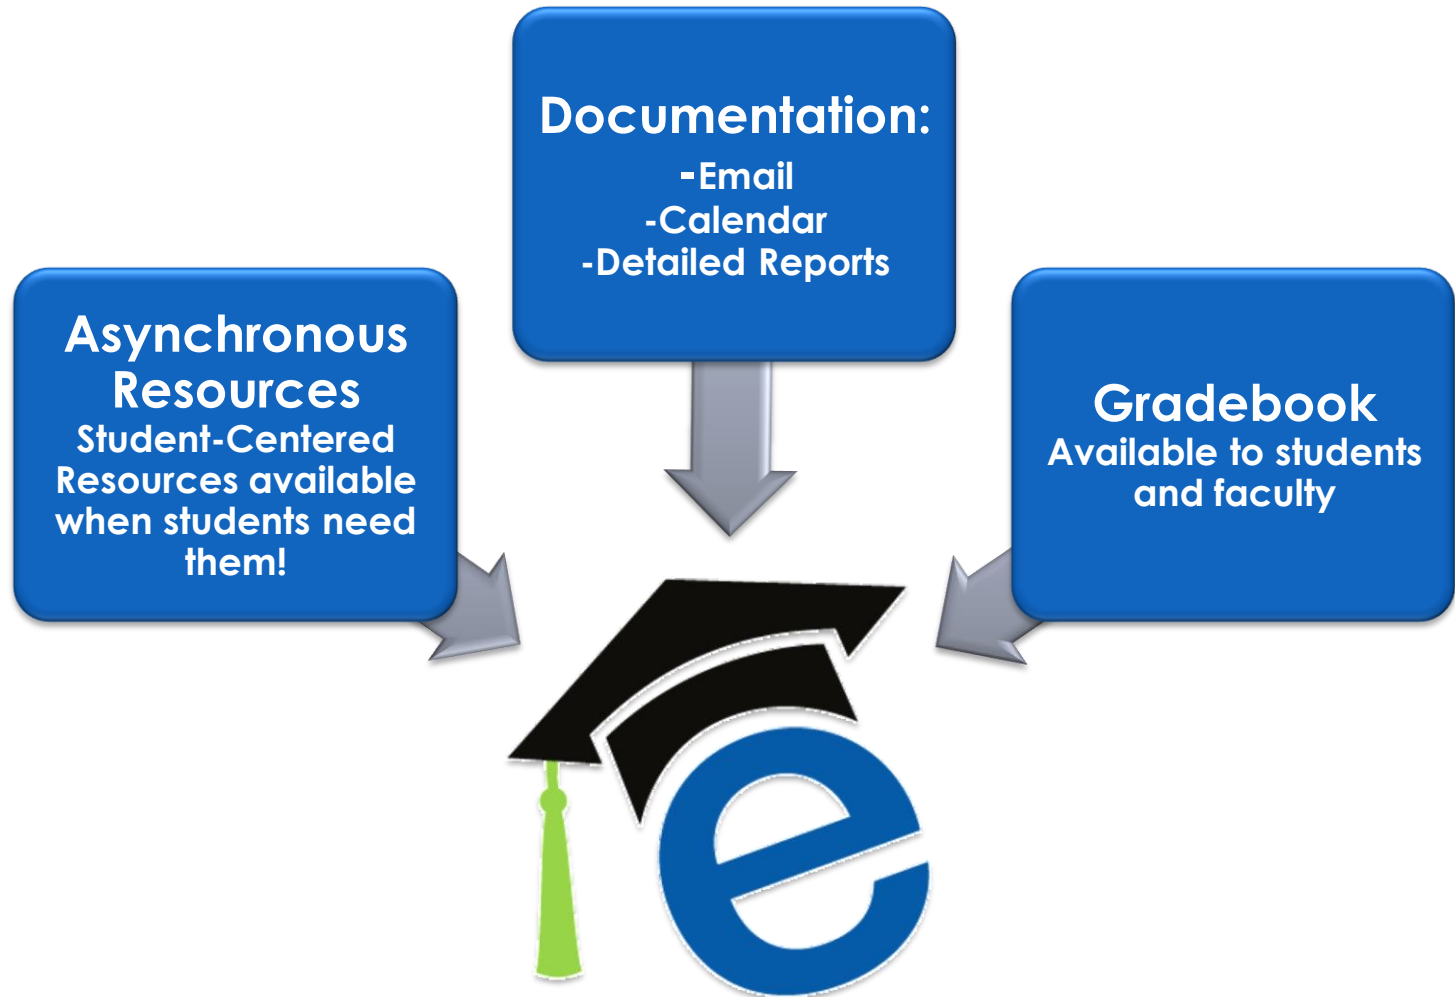 Documentation:
-Email
-Calendar
-Detailed Reports
Asynchronous
Resources
Student-Centered
Resources available
when students need
them!
Gradebook
Available to students
and faculty
e